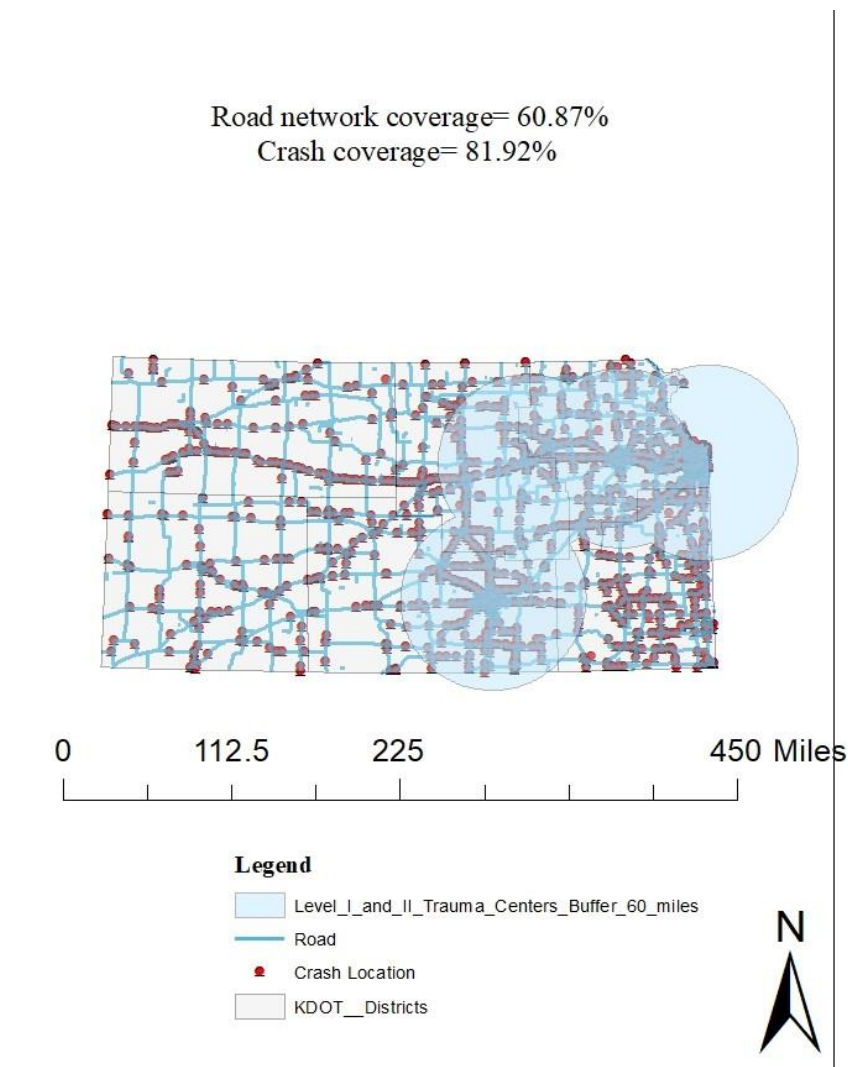 Road network coverage= 60.87%
Crash coverage= 81.92%
0 112.5 225 450 Miles
Legend
Level_I_and_II_Trauma_Centers_Buffer_60_miles
Road
Crash Location
KDOT__Districts
N